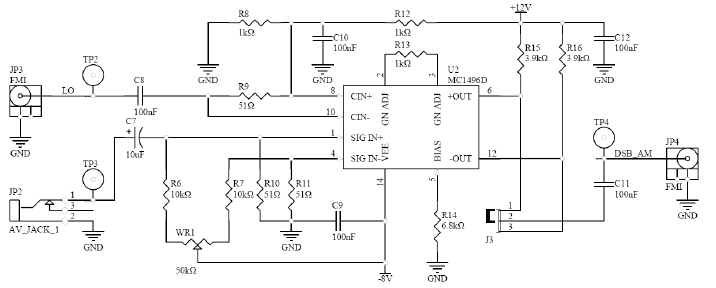 +12V
R8
1kΩ
R12
1kΩ
C10
100nF
R13
1kΩ
R15
3.9kΩ
R16
3.9kΩ
C12
100nF
JP3
FMI
TP2
LO
GND
GND
GND
GND
C8
100nF
R9
51Ω
2
3
U2
MC1496D
8
CIN+
10
CIN-
1
SIG IN+
4
SIG IN-
GN ADJ
GN ADJ
VEE
BIAS
+OUT
6
-OUT
12
14
5
C7
+
10uF
TP3
JP2
1
3
2
AV_JACK_1
GND
R6
10kΩ
R7
10kΩ
R10
51Ω
R11
51Ω
WR1
50kΩ
C9
100nF
GND
-8V
R14
6.8kΩ
GND
J3
1
2
3
TP4
DSB_AM
JP4
FMI
C11
100nF
GND